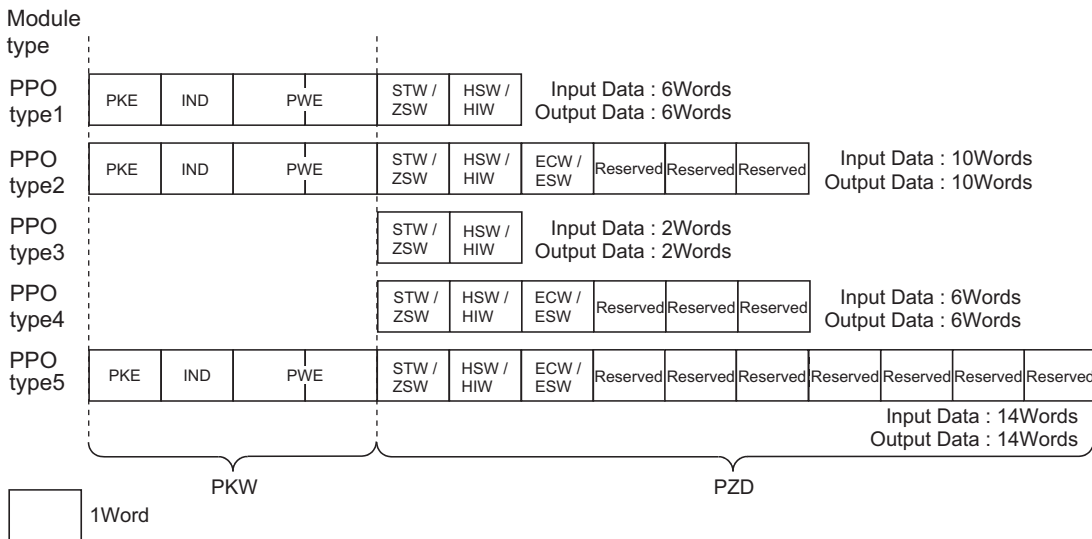 Module
type
PPO
type1
PKE
IND
PWE
STW /
ZSW
HSW /
HIW
Input Data : 6Words
Output Data : 6Words
PPO
type2
PKE
IND
PWE
STW /
ZSW
HSW /
HIW
ECW /
ESW
Reserved
Reserved
Reserved
Input Data : 10Words
Output Data : 10Words
PPO
type3
STW /
ZSW
HSW /
HIW
Input Data : 2Words
Output Data : 2Words
PPO
type4
STW /
ZSW
HSW /
HIW
ECW /
ESW
Reserved
Reserved
Reserved
Input Data : 6Words
Output Data : 6Words
PPO
type5
PKE
IND
PWE
STW /
ZSW
HSW /
HIW
ECW /
ESW
Reserved
Reserved
Reserved
Reserved
Reserved
Reserved
Reserved
Input Data : 14Words
Output Data : 14Words
PKW
PZD
1Word